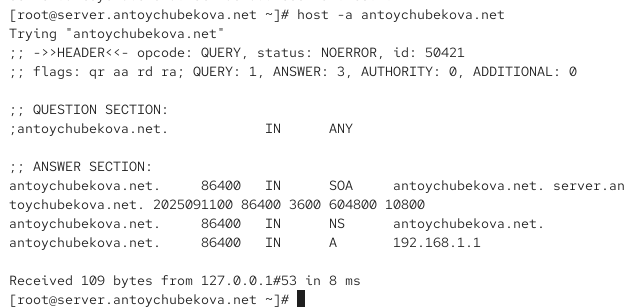 [root@server.antoychubekova.net ~]# host -a antoychubekova.net
Trying "antoychubekova.net"
;; ->>HEADER<<- opcode: QUERY, status: NOERROR, id: 50421
;; flags: qr aa rd ra; QUERY: 1, ANSWER: 3, AUTHORITY: 0, ADDITIONAL: 0
;; QUESTION SECTION:
;antoychubekova.net. IN ANY
;; ANSWER SECTION:
antoychubekova.net. 86400 IN SOA antoychubekova.net. server.an
toychubekova.net. 2025091100 86400 3600 604800 10800
antoychubekova.net. 86400 IN NS antoychubekova.net.
antoychubekova.net. 86400 IN A 192.168.1.1
Received 109 bytes from 127.0.0.1#53 in 8 ms
[root@server.antoychubekova.net ~]#